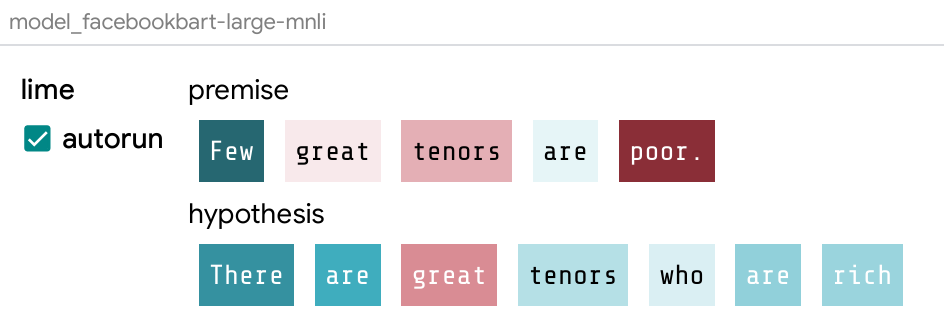 model_facebookbart-large-mnli
lime
autorun
premise
Few great tenors are poor.
hypothesis
There are great tenors who are rich